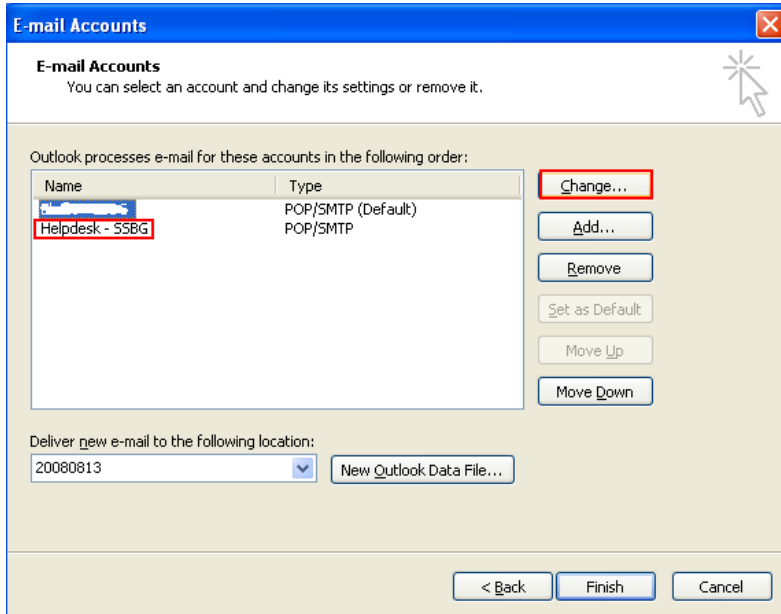 E-mail Accounts
E-mail Accounts
You can select an account and change its settings or remove it.
Outlook processes e-mail for these accounts in the following order:
Name Type
POP/SMTP (Default)
Helpdesk - SSBG POP/SMTP
Change...
Add...
Remove
Set as Default
Move Up
Move Down
Deliver new e-mail to the following location:
20080813
New Outlook Data File...
< Back Finish Cancel